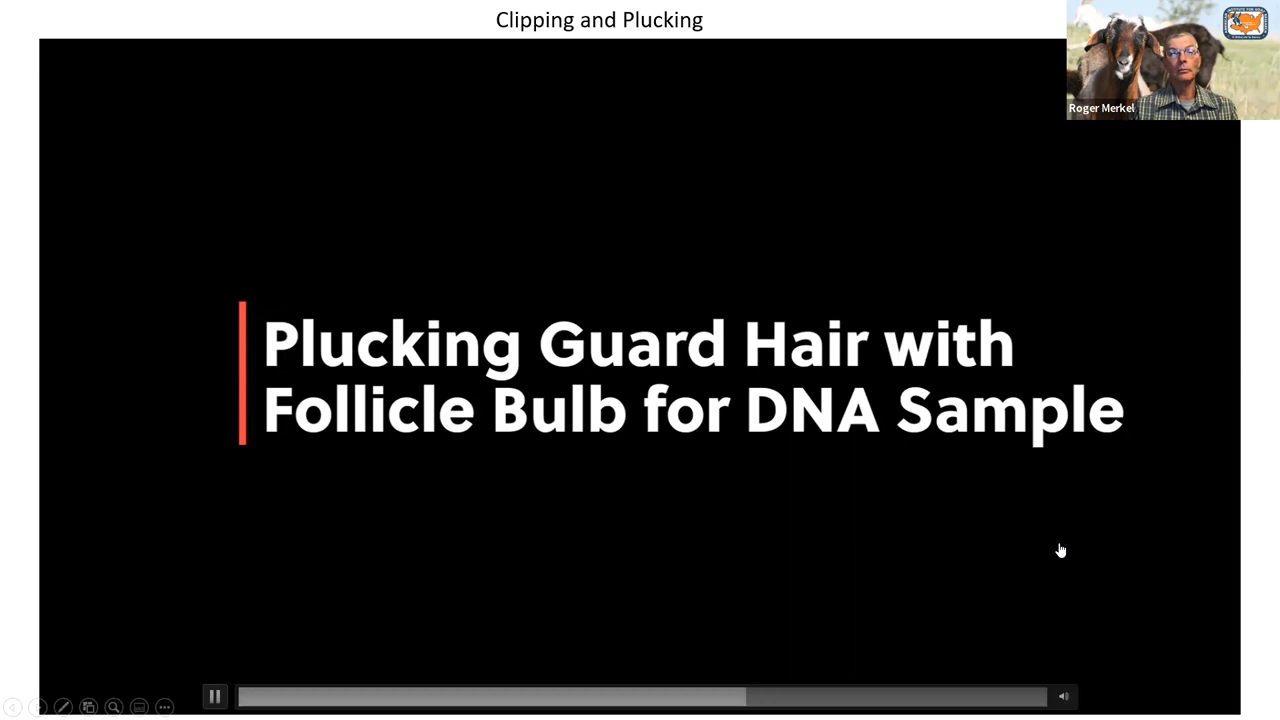 Clipping and Plucking
Roger Merkel
Plucking Guard Hair with
Follicle Bulb for DNA Sample